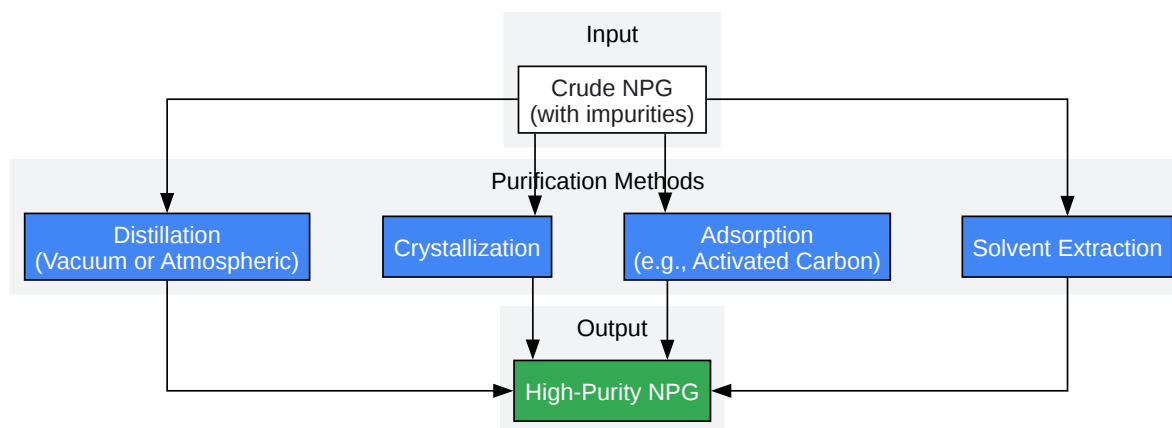 Input
Crude NPG
(with impurities)
Purification Methods
Distillation
(Vacuum or Atmospheric)
Crystallization
Adsorption
(e.g., Activated Carbon)
Solvent Extraction
Output
High-Purity NPG